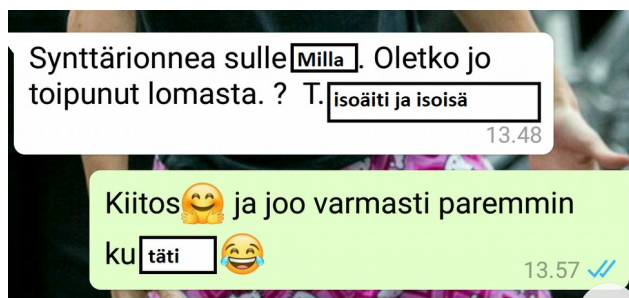 Synttärionnea sulle Milla. Oletko jo
toipunut lomasta. ? T. isoäiti ja isoisä
13.48
Kiitos🤗 ja joo varmasti paremmin
ku täti 😂
13.57